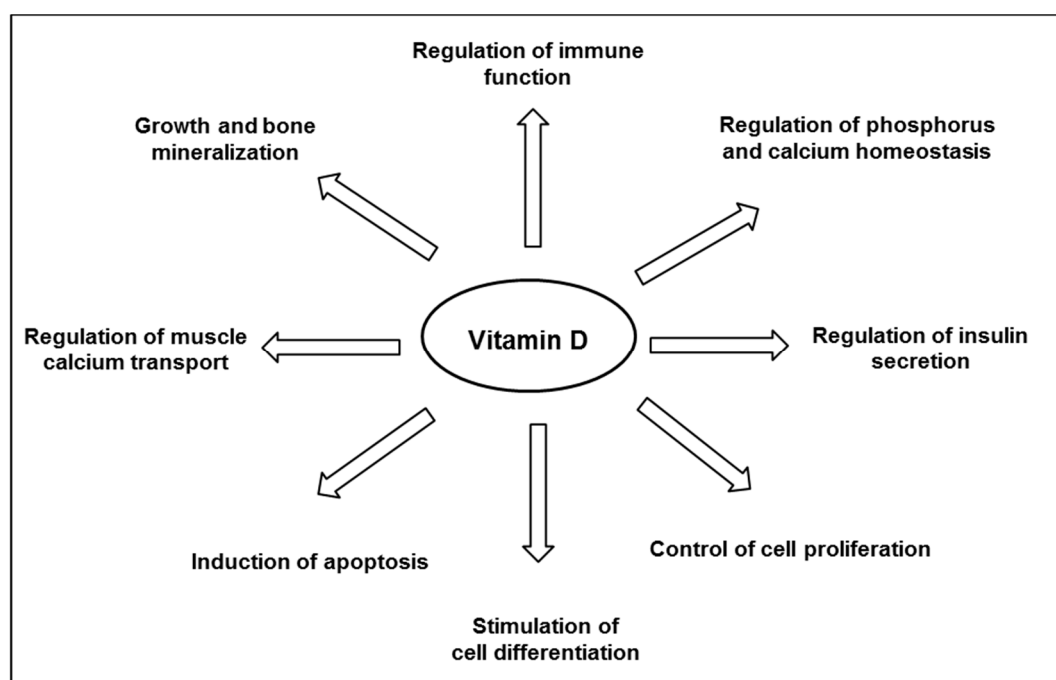 Regulation of immune
function
Growth and bone
mineralization
Regulation of phosphorus
and calcium homeostasis
Regulation of muscle
calcium transport
Vitamin D
Regulation of insulin
secretion
Induction of apoptosis
Control of cell proliferation
Stimulation of
cell differentiation